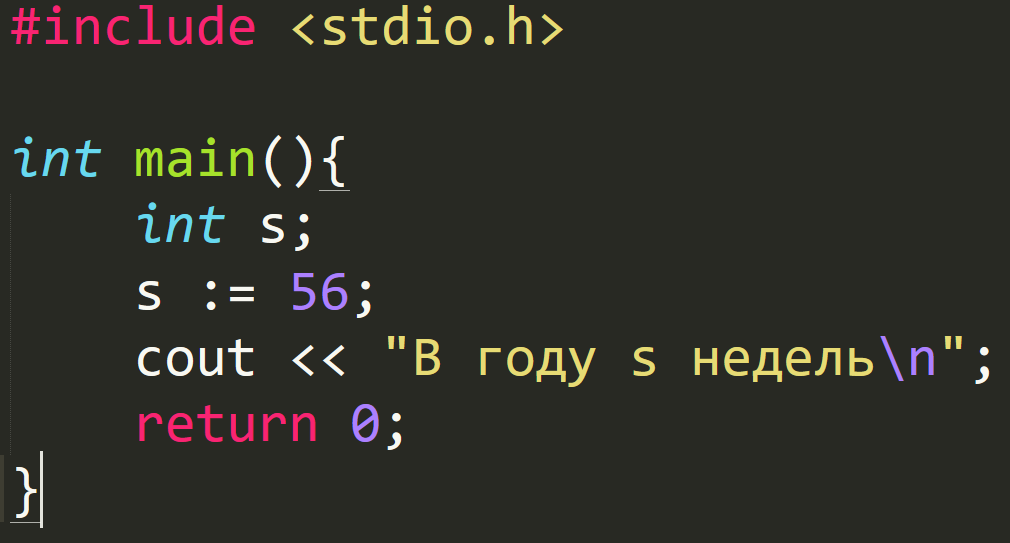 #include <stdio.h>
int main(){
int s;
s := 56;
cout << "В году s недель\n";
return 0;
}